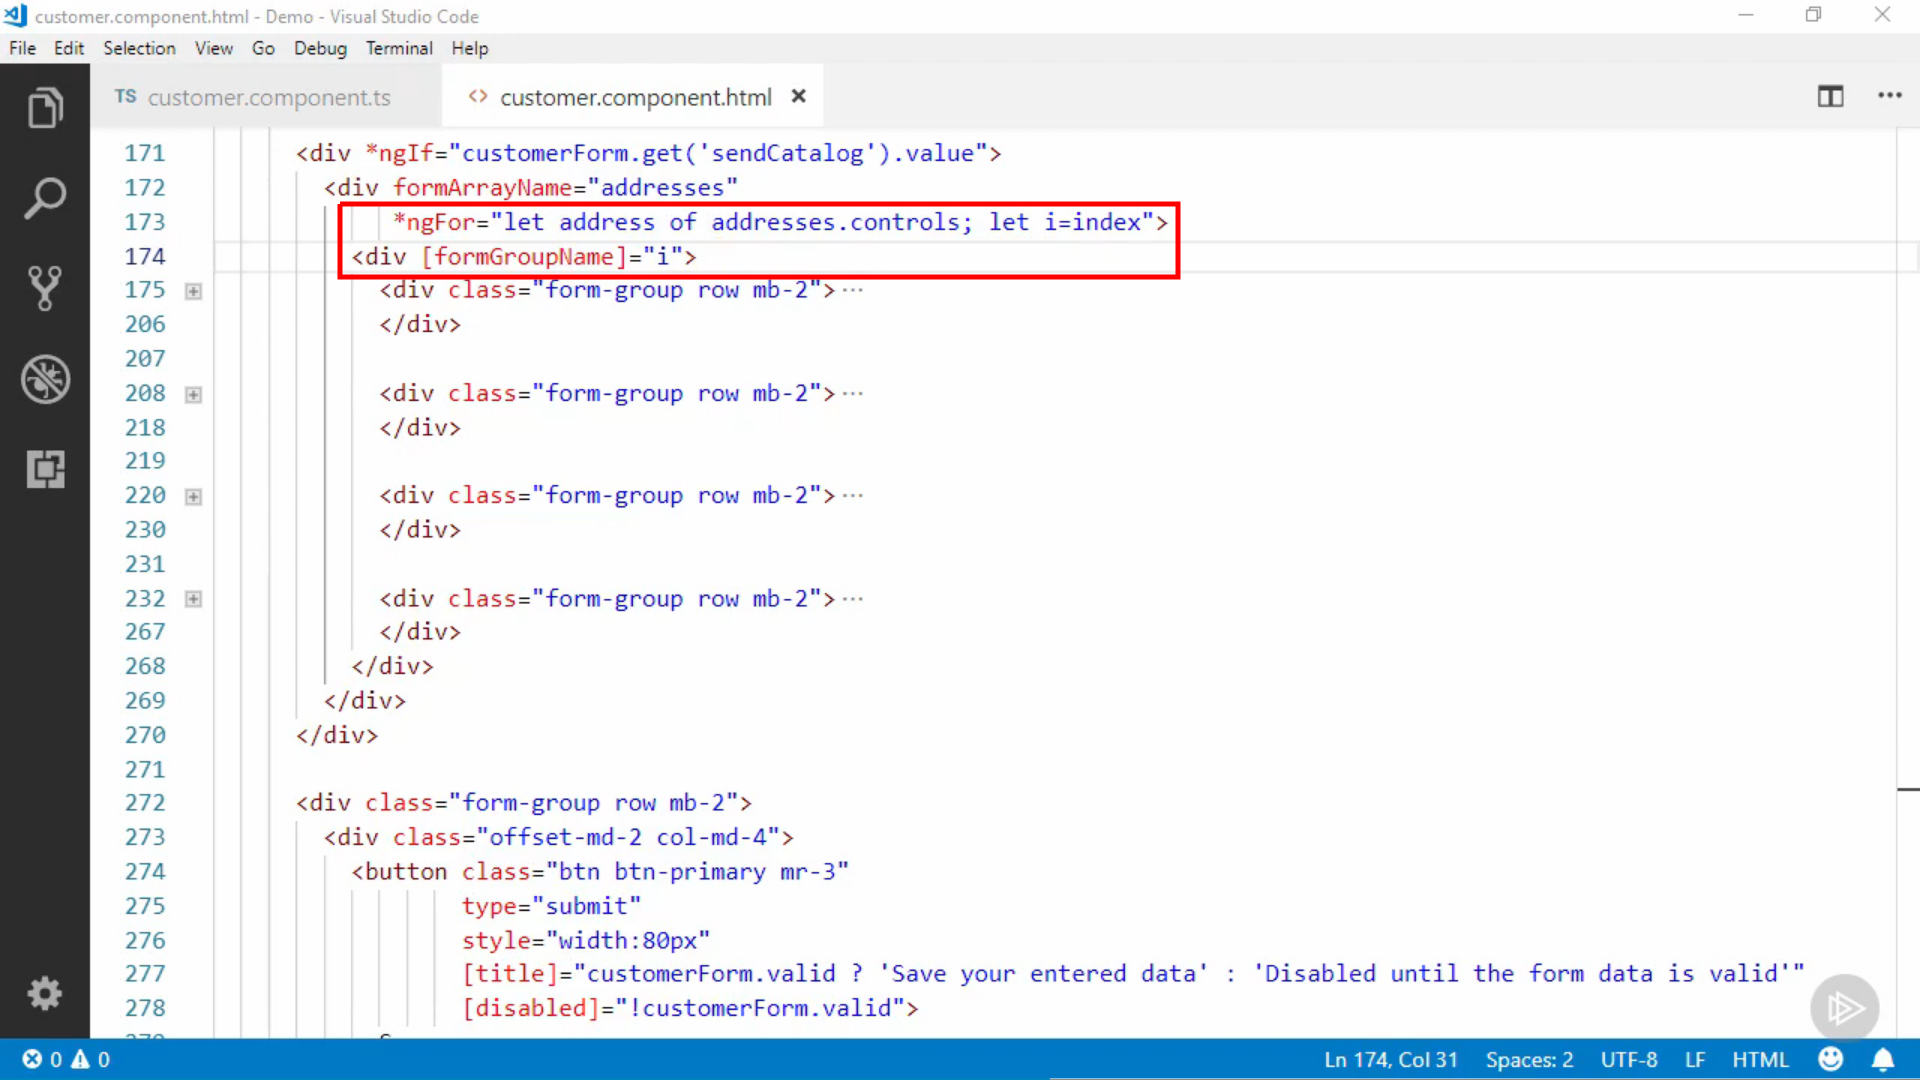 customer.component.html - Demo - Visual Studio Code
File Edit Selection View Go Debug Terminal Help
TS customer.component.ts <> customer.component.html ×
171 <div *ngIf="customerForm.get('sendCatalog').value">
172 <div formArrayName="addresses"
173 *ngFor="let address of addresses.controls; let i=index">
174 <div [formGroupName]="i">
175 <div class="form-group row mb-2">···
206 </div>
207
208 <div class="form-group row mb-2">···
218 </div>
219
220 <div class="form-group row mb-2">···
230 </div>
231
232 <div class="form-group row mb-2">···
267 </div>
268 </div>
269 </div>
270 </div>
271
272 <div class="form-group row mb-2">
273 <div class="offset-md-2 col-md-4">
274 <button class="btn btn-primary mr-3"
275 type="submit"
276 style="width:80px"
277 [title]="customerForm.valid ? 'Save your entered data' : 'Disabled until the form data is valid'"
278 [disabled]="!customerForm.valid">
0 0 Ln 174, Col 31 Spaces: 2 UTF-8 LF HTML